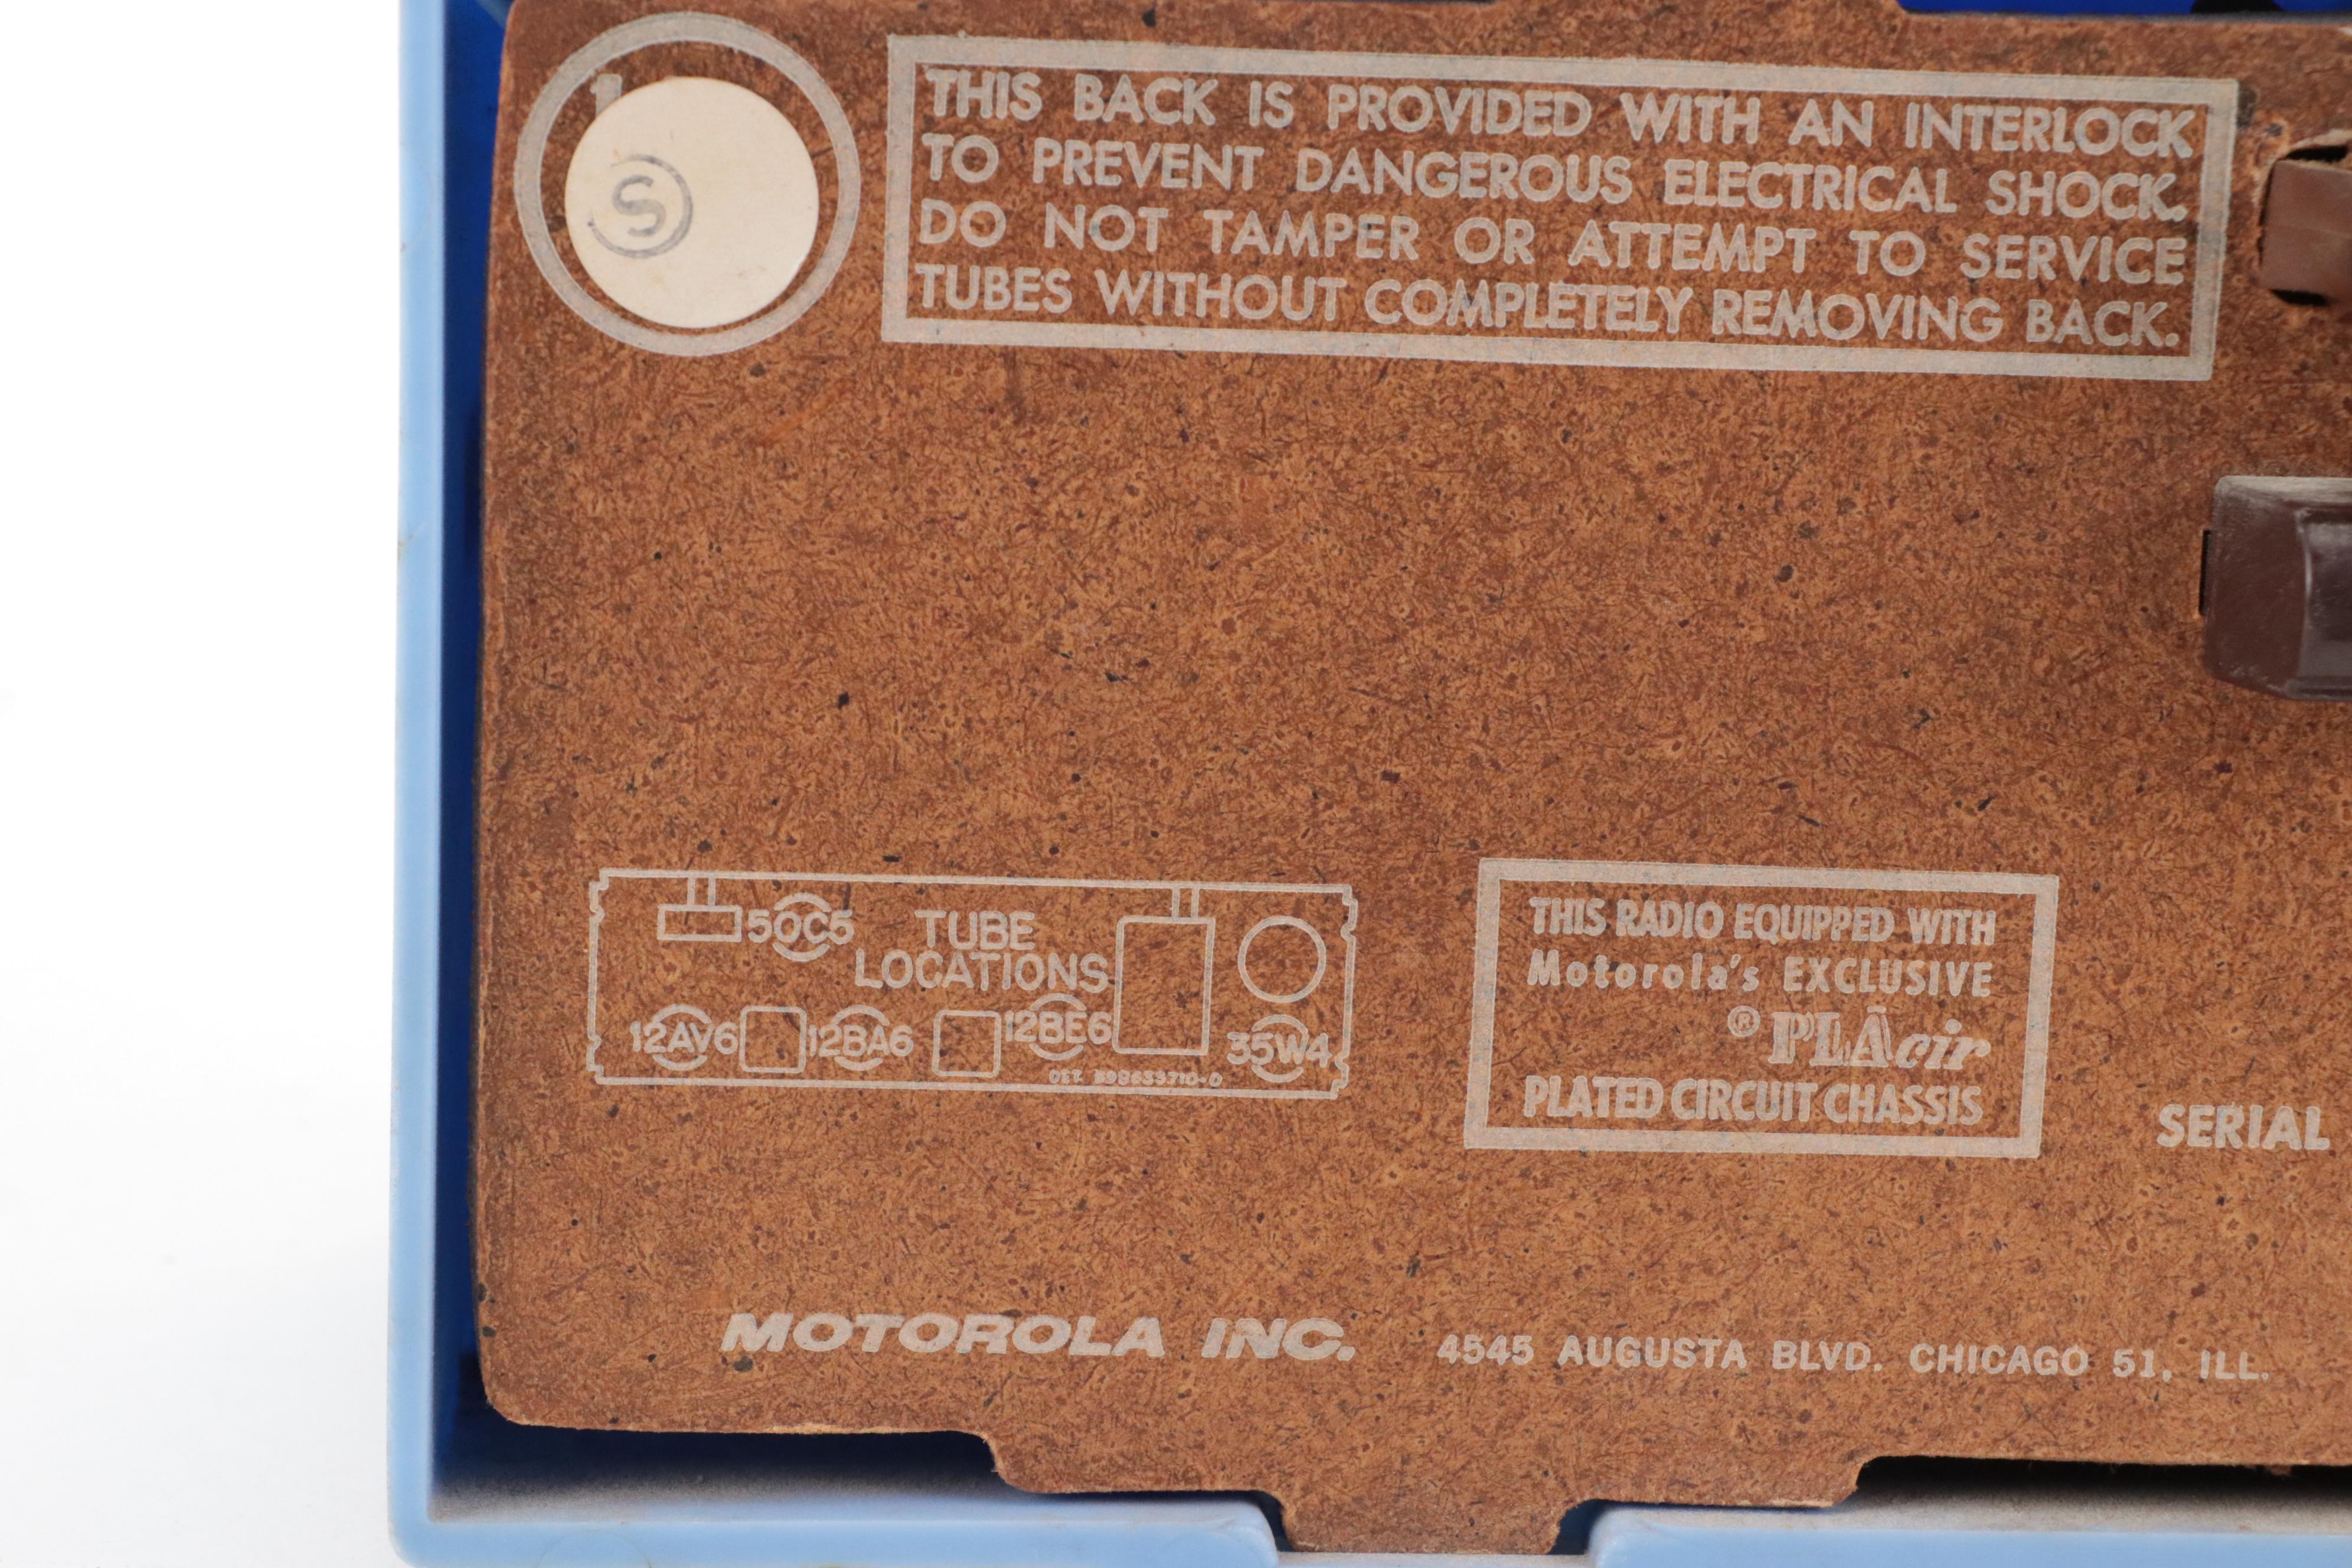 1
S
THIS BACK IS PROVIDED WITH AN INTERLOCK
TO PREVENT DANGEROUS ELECTRICAL SHOCK.
DO NOT TAMPER OR ATTEMPT TO SERVICE
TUBES WITHOUT COMPLETELY REMOVING BACK.
50C5
TUBE
LOCATIONS
12AV6
12BA6
12BE6
35W4
THIS RADIO EQUIPPED WITH
Motorola's EXCLUSIVE
® PLĀcir
PLATED CIRCUIT CHASSIS
SERIAL
MOTOROLA INC.
4545 AUGUSTA BLVD. CHICAGO 51, ILL.